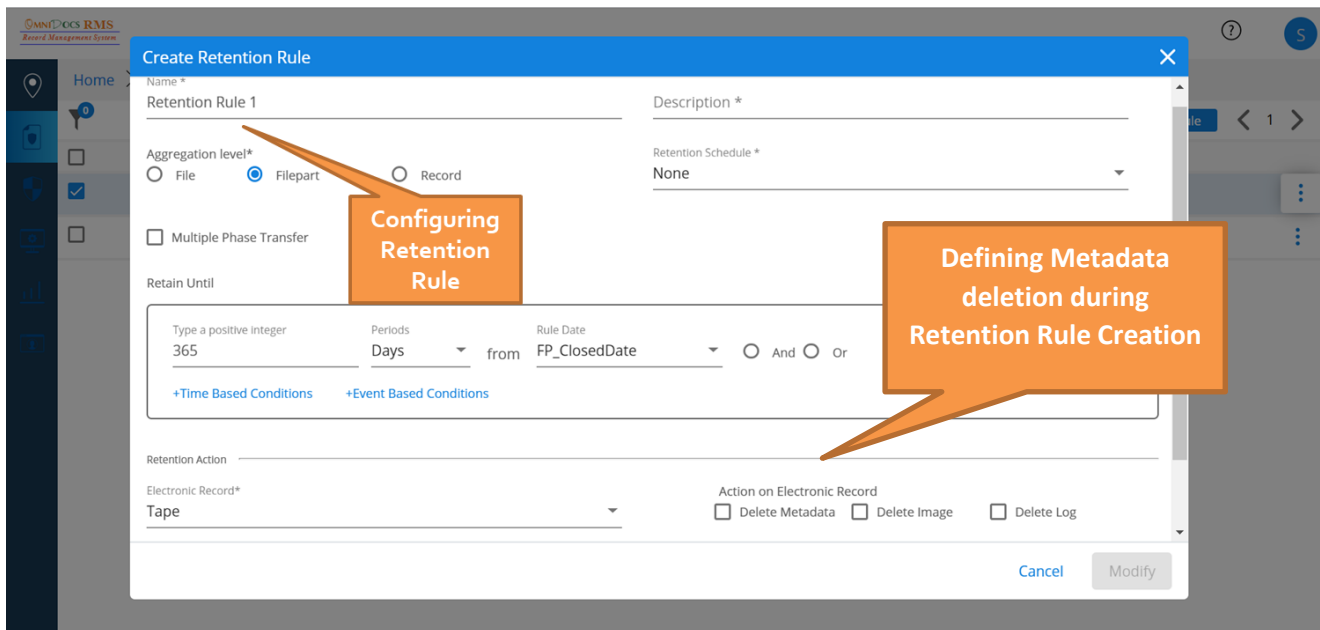 OMNIDOCS RMS
Record Management System
?
S
Create Retention Rule
Home
0
Name *
Retention Rule 1
Description *
le
1
Aggregation level*
File Filepart Record
Retention Schedule *
None
Multiple Phase Transfer
Configuring
Retention
Rule
Defining Metadata
deletion during
Retention Rule Creation
Retain Until
Type a positive integer
365
Periods
Days
from
Rule Date
FP_ClosedDate
And Or
+Time Based Conditions +Event Based Conditions
Retention Action
Electronic Record*
Tape
Action on Electronic Record
Delete Metadata Delete Image Delete Log
Cancel Modify